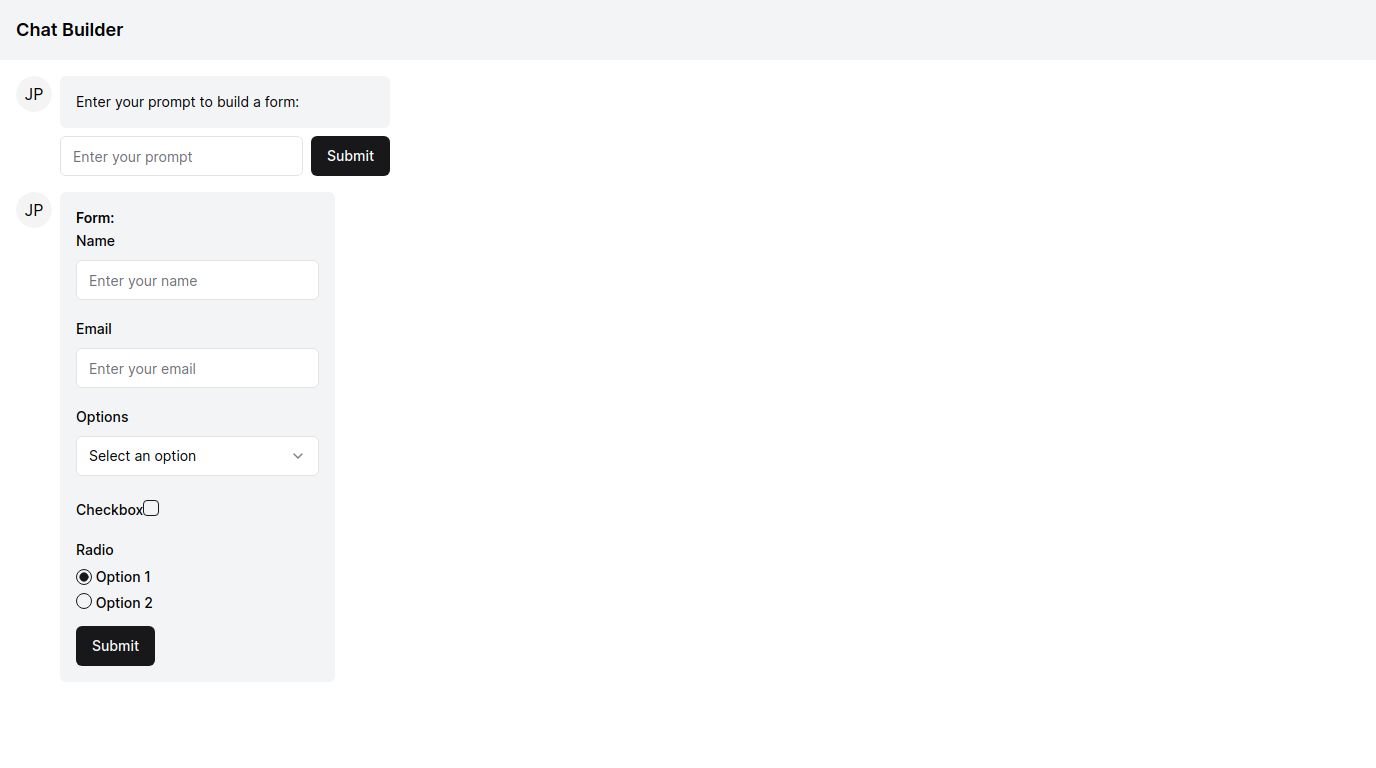 Chat Builder
JP
Enter your prompt to build a form:
Enter your prompt
Submit
JP
Form:
Name
Enter your name
Email
Enter your email
Options
Select an option
Checkbox
Radio
Option 1
Option 2
Submit